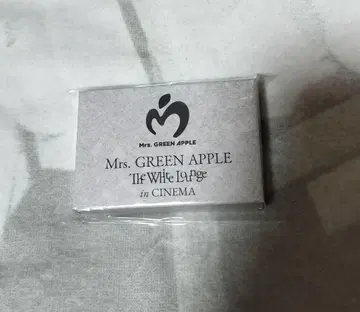 Mrs. GREEN APPLE
Mrs. GREEN APPLE
The White Lounge
in CINEMA